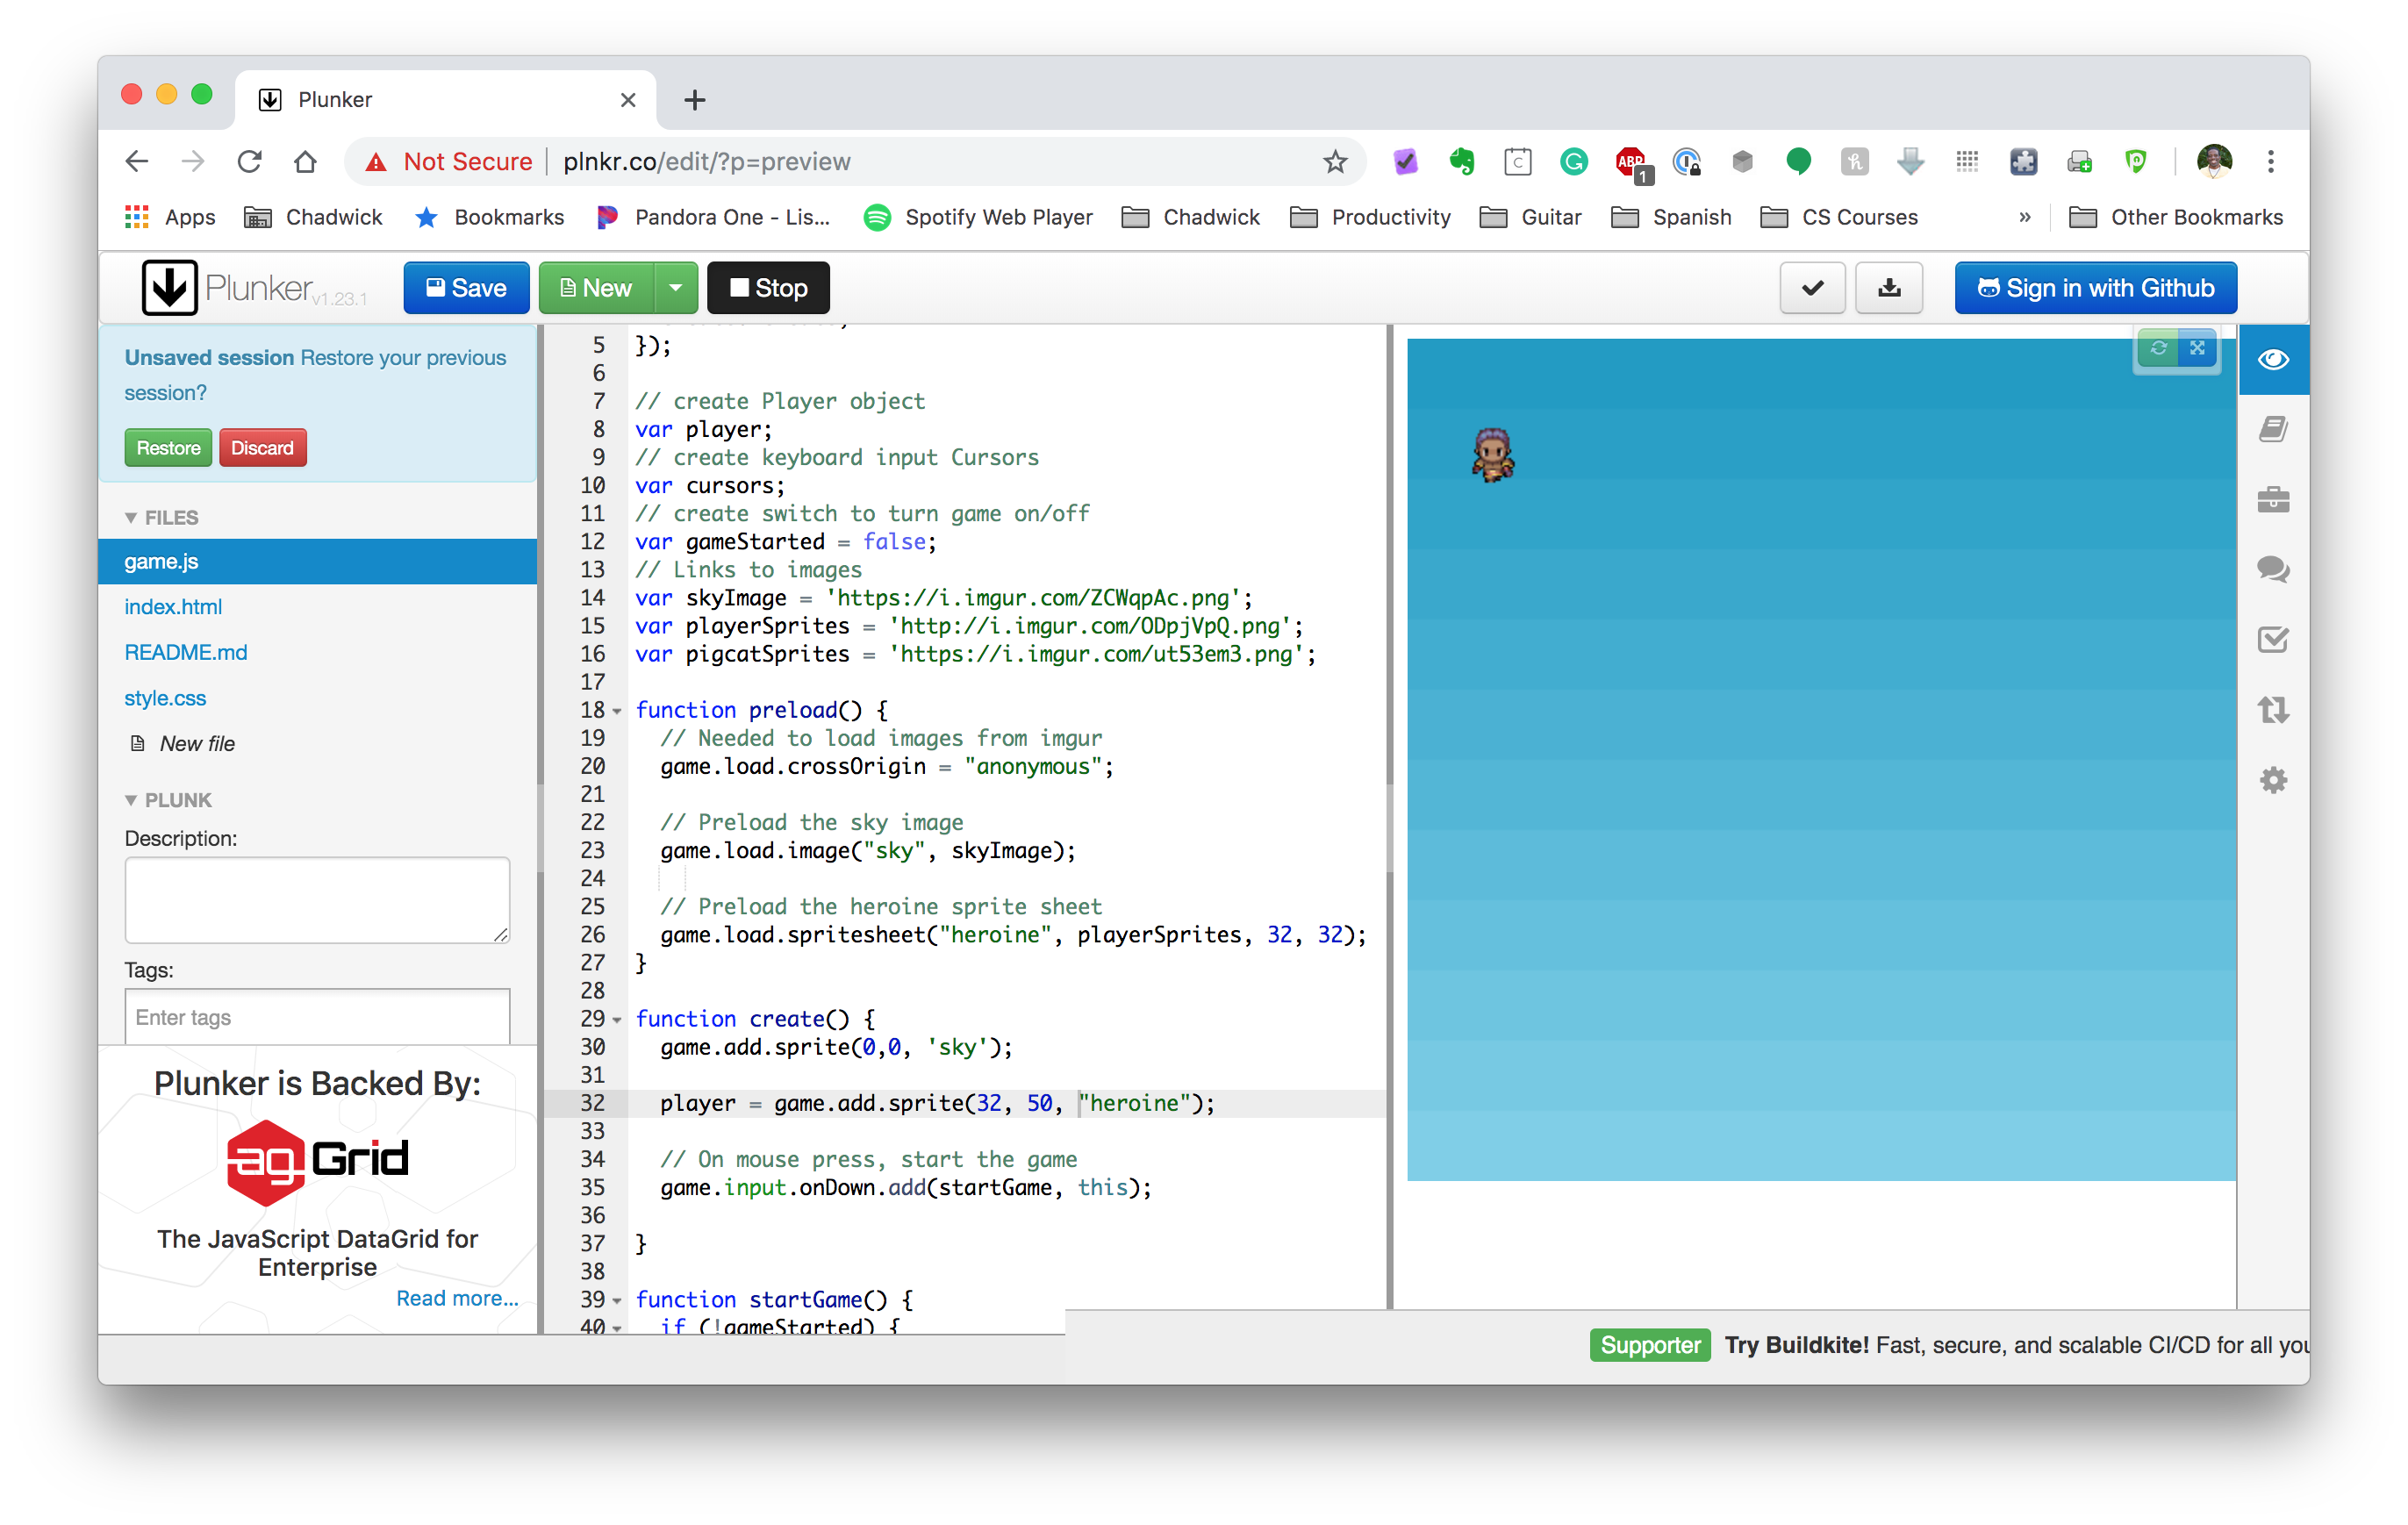 Plunker
Not Secure plnkr.co/edit/?p=preview
ABP
1
Apps Chadwick Bookmarks Pandora One - Lis... Spotify Web Player Chadwick Productivity Guitar Spanish CS Courses » Other Bookmarks
Plunker v1.23.1 Save New Stop Sign in with Github
Unsaved session Restore your previous
session?
Restore Discard
FILES
game.js
index.html
README.md
style.css
New file
PLUNK
Description:
Tags:
Enter tags
Plunker is Backed By:
ag Grid
The JavaScript DataGrid for
Enterprise
Read more...
5 });
6
7 // create Player object
8 var player;
9 // create keyboard input Cursors
10 var cursors;
11 // create switch to turn game on/off
12 var gameStarted = false;
13 // Links to images
14 var skyImage = 'https://i.imgur.com/ZCWqpAc.png';
15 var playerSprites = 'http://i.imgur.com/ODpjVpQ.png';
16 var pigcatSprites = 'https://i.imgur.com/ut53em3.png';
17
18 function preload() {
19 // Needed to load images from imgur
20 game.load.crossOrigin = "anonymous";
21
22 // Preload the sky image
23 game.load.image("sky", skyImage);
24
25 // Preload the heroine sprite sheet
26 game.load.spritesheet("heroine", playerSprites, 32, 32);
27 }
28
29 function create() {
30 game.add.sprite(0,0, 'sky');
31
32 player = game.add.sprite(32, 50, "heroine");
33
34 // On mouse press, start the game
35 game.input.onDown.add(startGame, this);
36
37 }
38
39 function startGame() {
40 if (!gameStarted) {
Supporter Try Buildkite! Fast, secure, and scalable CI/CD for all you